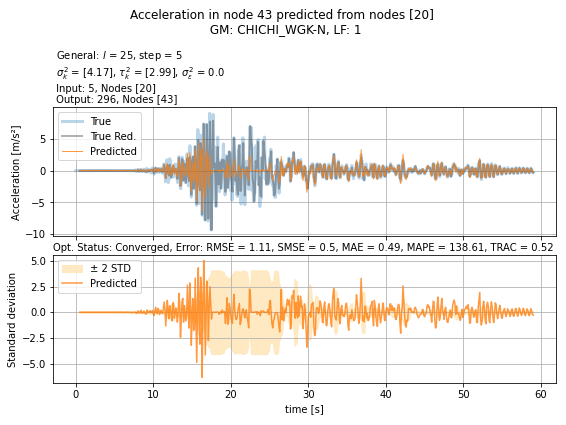 Acceleration in node 43 predicted from nodes [20]
GM: CHICHI_WGK-N, LF: 1
General: l = 25, step = 5
σ²ₖ = [4.17], τ²ₖ = [2.99], σ²ε = 0.0
Input: 5, Nodes [20]
Output: 296, Nodes [43]
True
True Red.
Predicted
Acceleration [m/s²]
5
0
−5
−10
Opt. Status: Converged, Error: RMSE = 1.11, SMSE = 0.5, MAE = 0.49, MAPE = 138.61, TRAC = 0.52
± 2 STD
Predicted
Standard deviation
5.0
2.5
0.0
−2.5
−5.0
0 10 20 30 40 50 60
time [s]